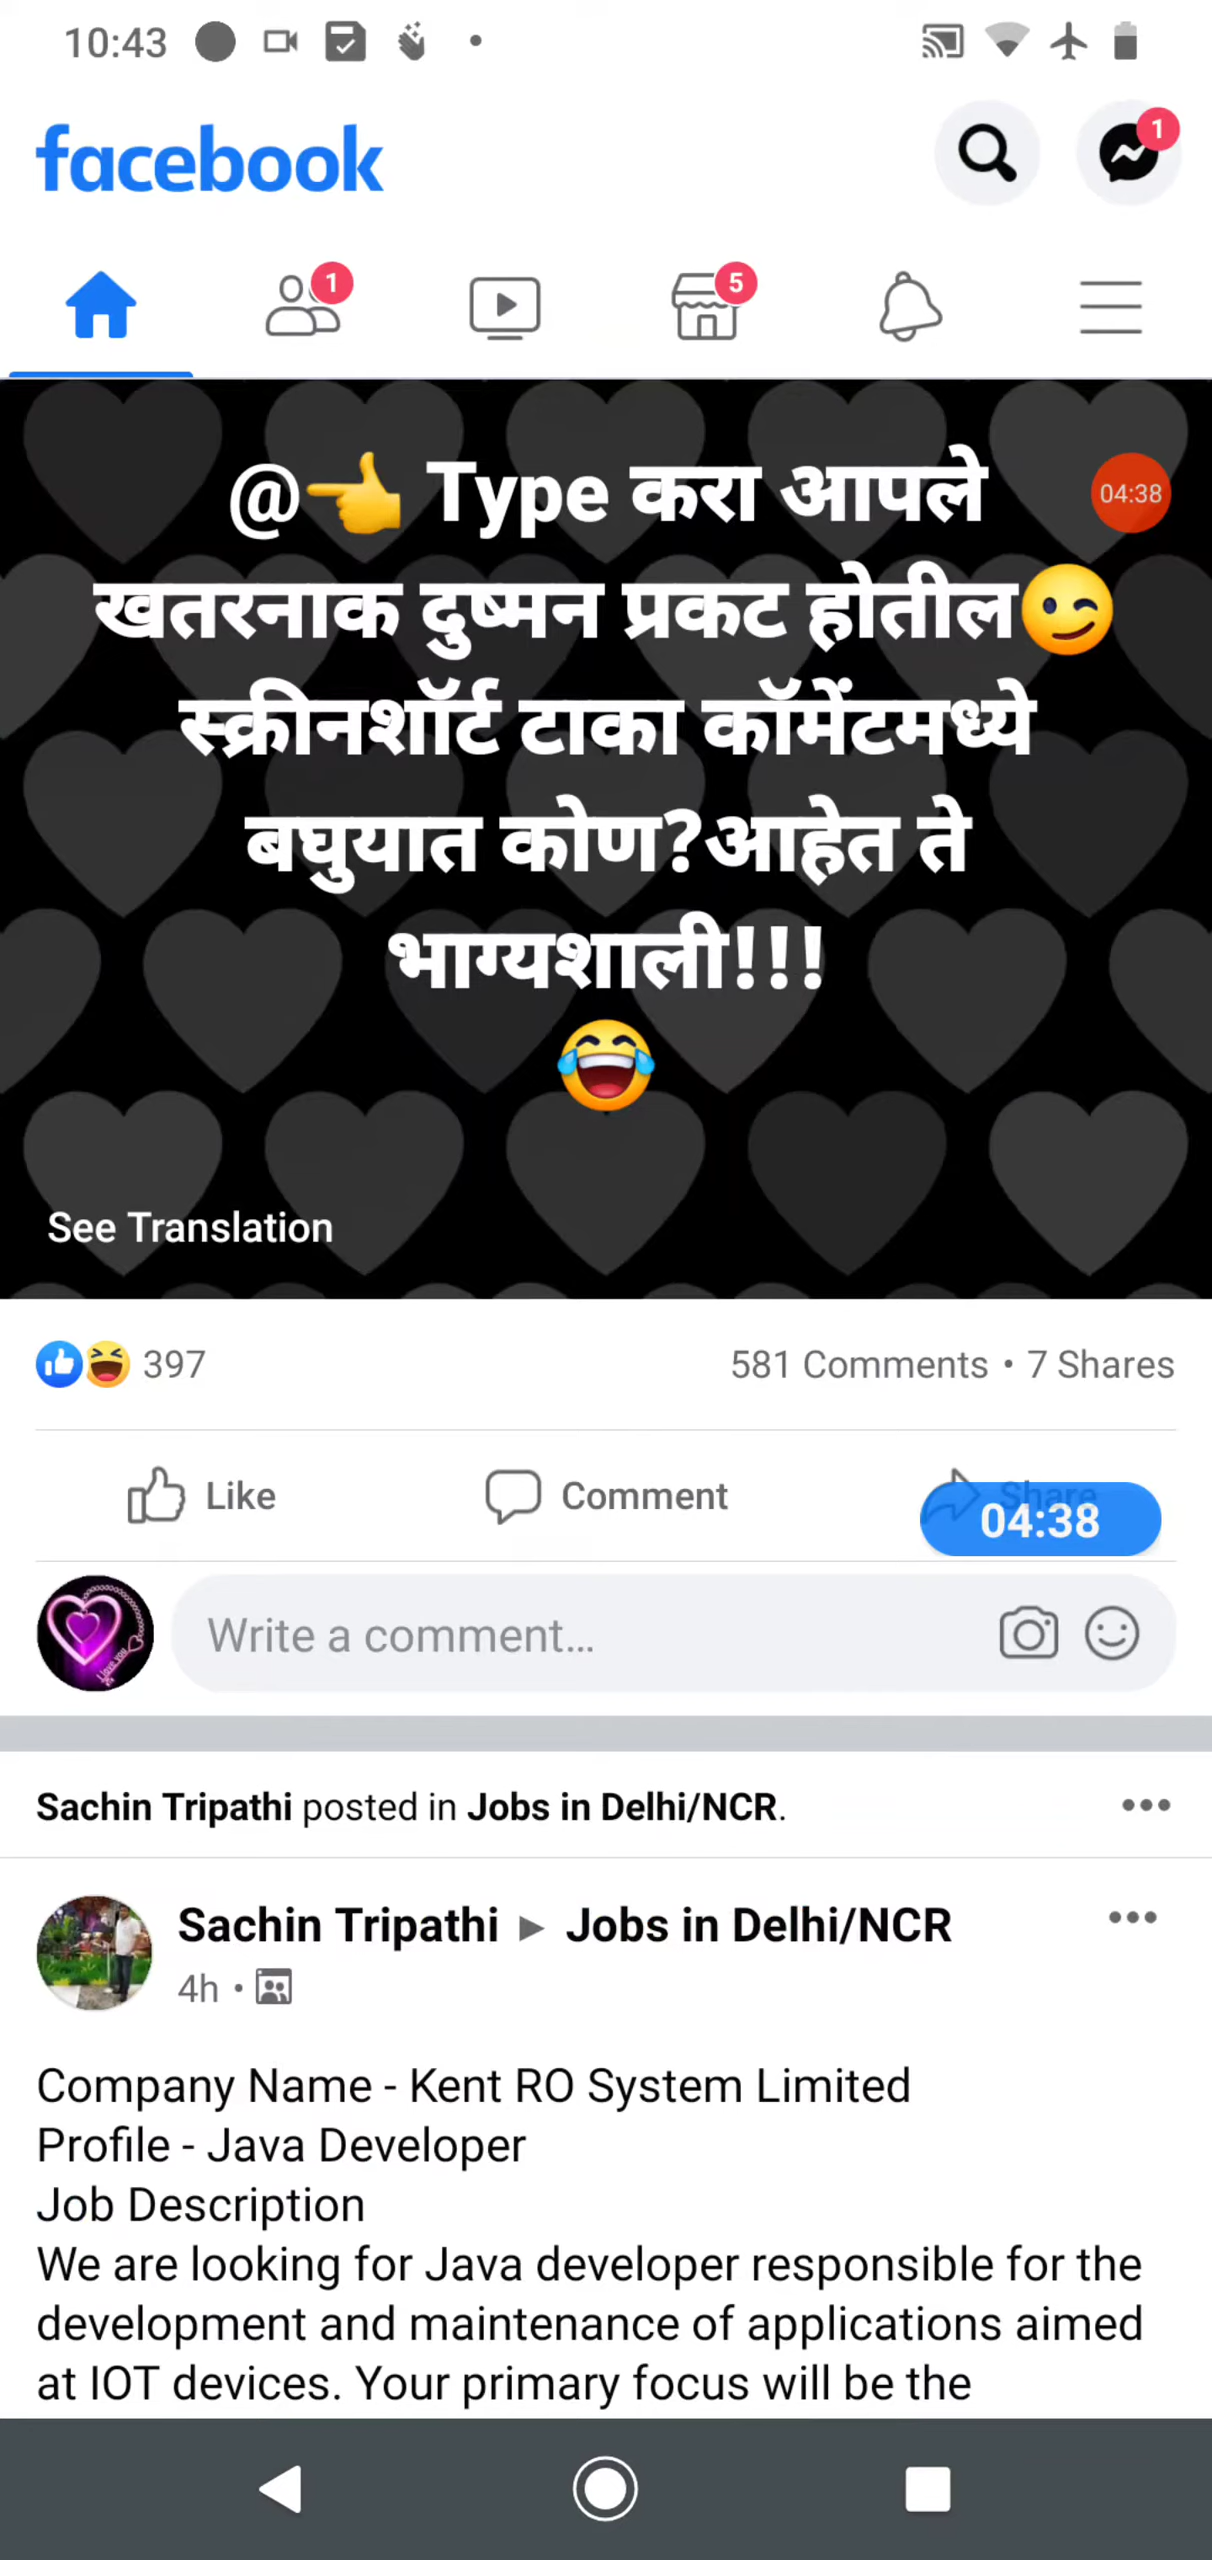 10:43
facebook
1
1
5
@👈 Type करा आपले
04:38
खतरनाक दुष्मन प्रकट होतील😉
स्क्रीनशॉर्ट टाका कॉमेंटमध्ये
बघुयात कोण?आहेत ते
भाग्यशाली!!!
😂
See Translation
397
581 Comments • 7 Shares
Like
Comment
Share
04:38
Write a comment...
Sachin Tripathi posted in Jobs in Delhi/NCR.
Sachin Tripathi ▶ Jobs in Delhi/NCR
4h •
Company Name - Kent RO System Limited
Profile - Java Developer
Job Description
We are looking for Java developer responsible for the
development and maintenance of applications aimed
at IOT devices. Your primary focus will be the